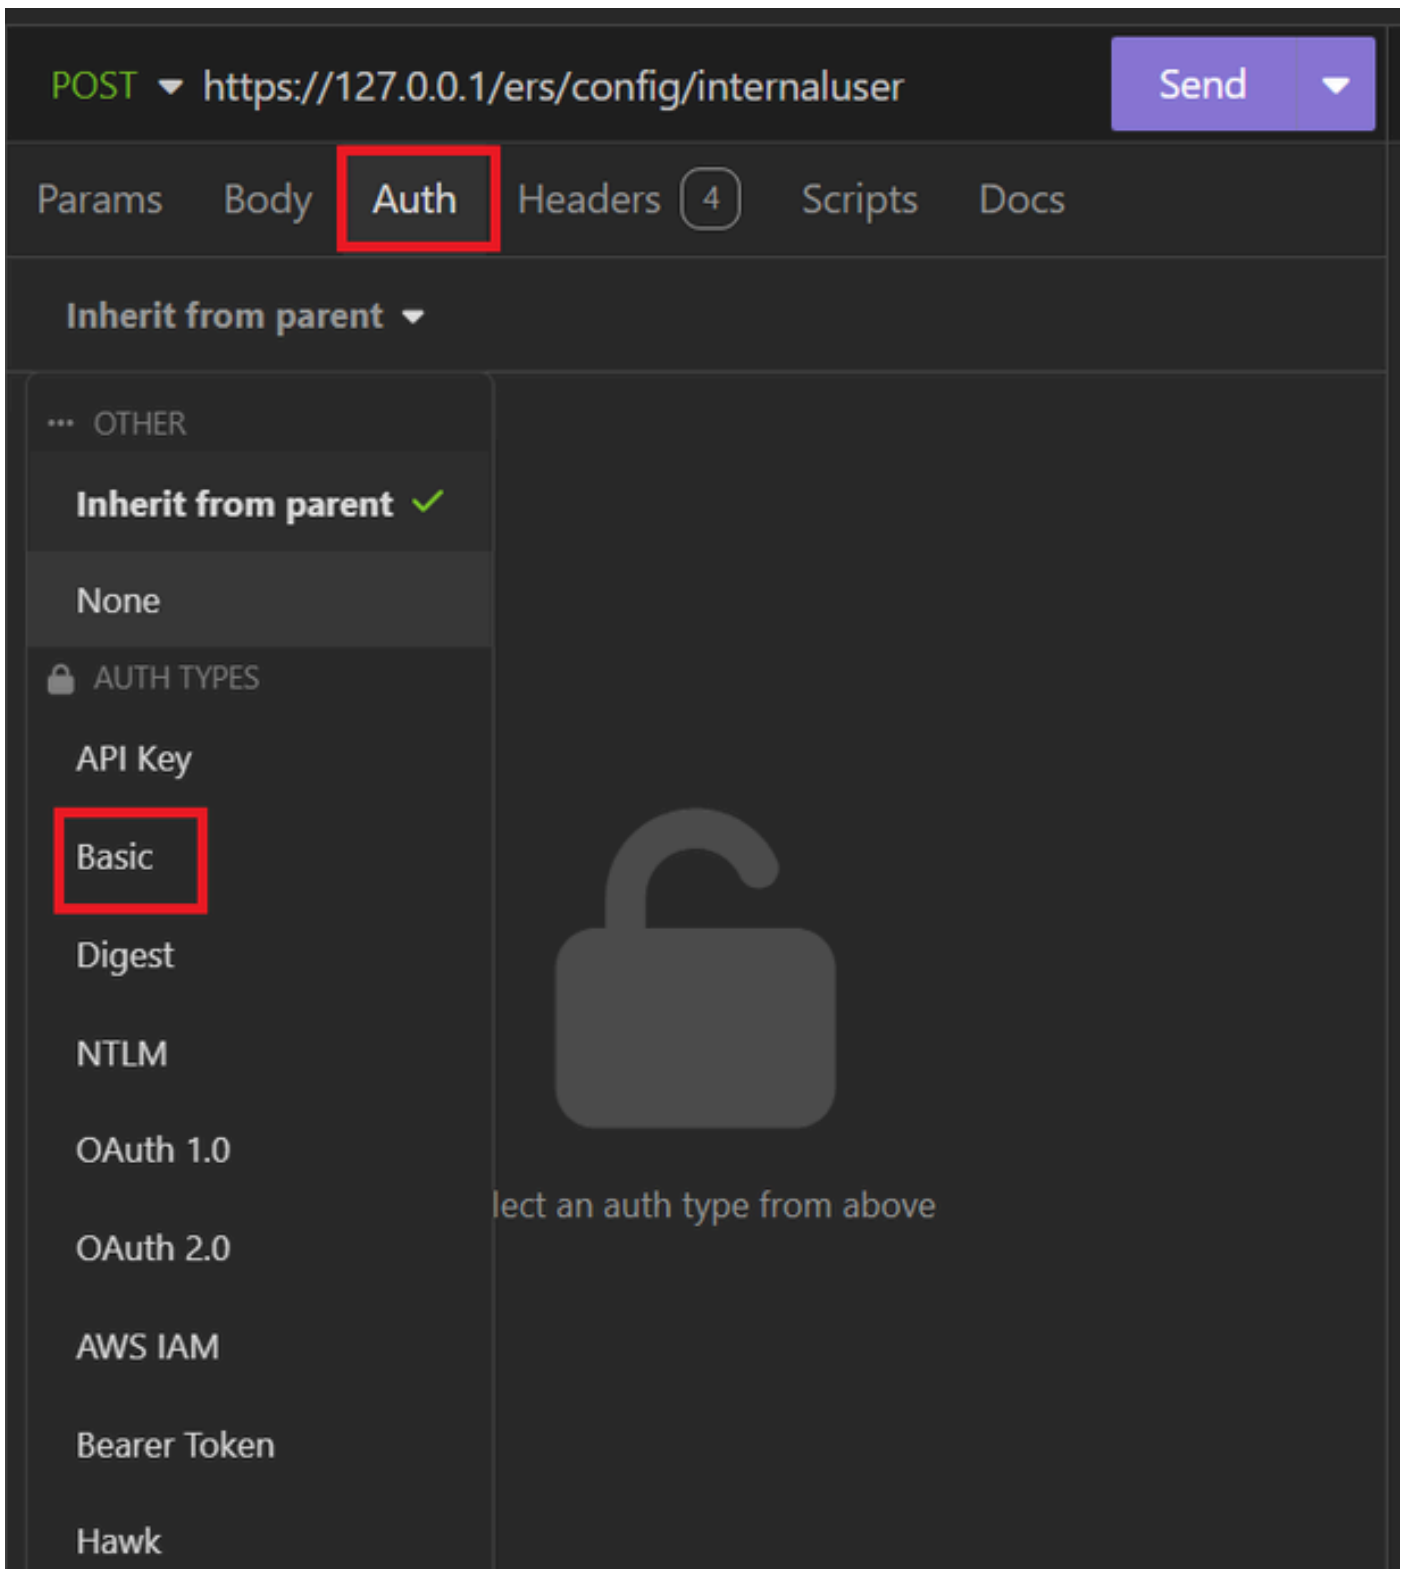 POST https://127.0.0.1/ers/config/internaluser Send
Params Body Auth Headers 4 Scripts Docs
Inherit from parent
OTHER
Inherit from parent
None
AUTH TYPES
API Key
Basic
Digest
NTLM
OAuth 1.0
lect an auth type from above
OAuth 2.0
AWS IAM
Bearer Token
Hawk